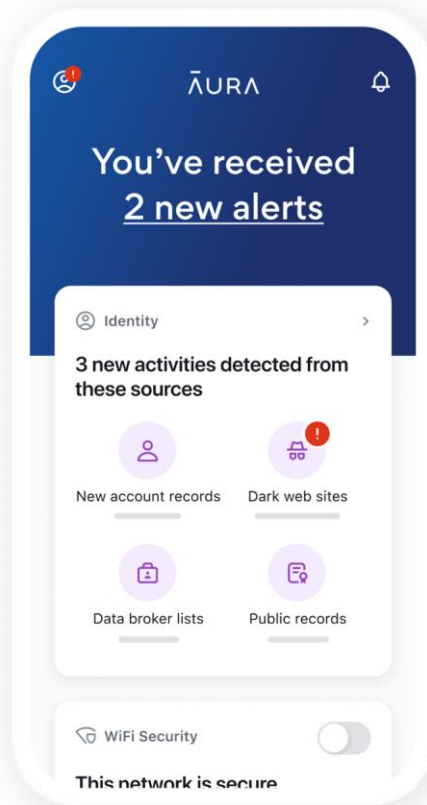 !
ĀURA
You've received
2 new alerts
Identity
3 new activities detected from
these sources
!
New account records
Dark web sites
Data broker lists
Public records
WiFi Security
This network is secure